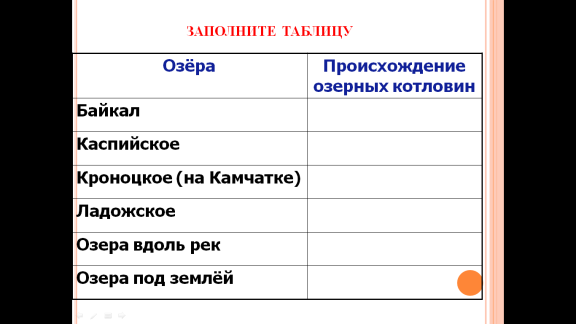 ЗАПОЛНИТЕ ТАБЛИЦУ
Озёра
Происхождение
озерных котловин
Байкал
Каспийское
Кроноцкое (на Камчатке)
Ладожское
Озера вдоль рек
Озера под землёй